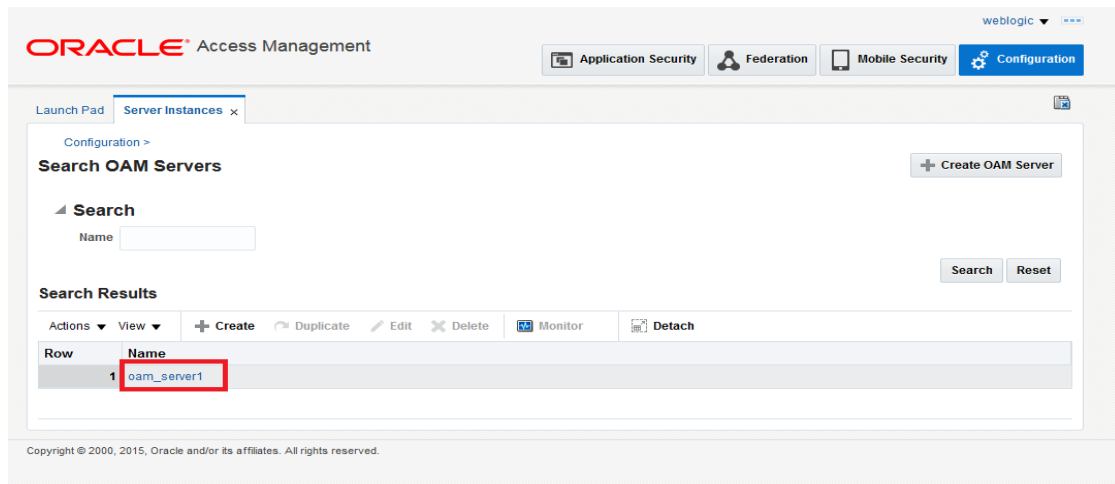 weblogic
ORACLE® Access Management
Application Security Federation Mobile Security Configuration
Launch Pad Server Instances x
Configuration >
Search OAM Servers
Create OAM Server
Search
Name
Search Reset
Search Results
Actions View Create Duplicate Edit Delete Monitor Detach
Row Name
1 oam_server1
Copyright © 2000, 2015, Oracle and/or its affiliates. All rights reserved.